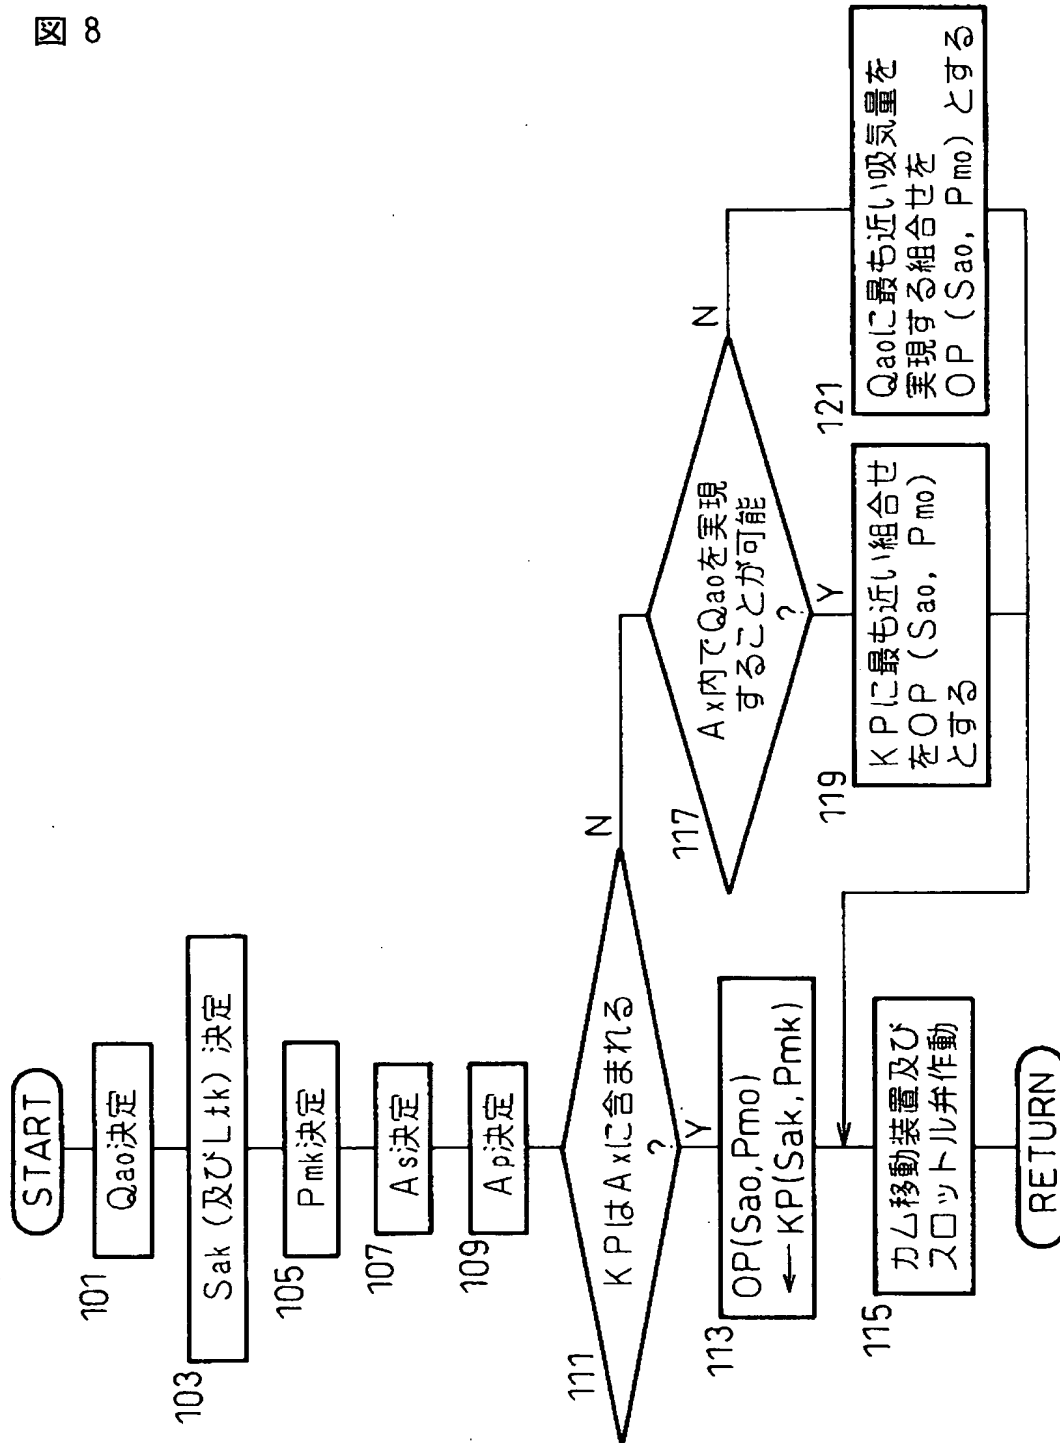 図 8
START
101
Qao決定
103
Sak (及びLtk) 決定
105
Pmk決定
107
As決定
109
Ap決定
111
KPはAxに含まれる
?
N
Y
113
OP(Sao, Pmo)
←KP(Sak, Pmk)
115
カム移動装置及び
スロットル弁作動
RETURN
117
Ax内でQaoを実現
することが可能
?
N
Y
119
KPに最も近い組合せ
をOP (Sao, Pmo)
とする
121
Qaoに最も近い吸気量を
実現する組合せを
OP (Sao, Pmo) とする